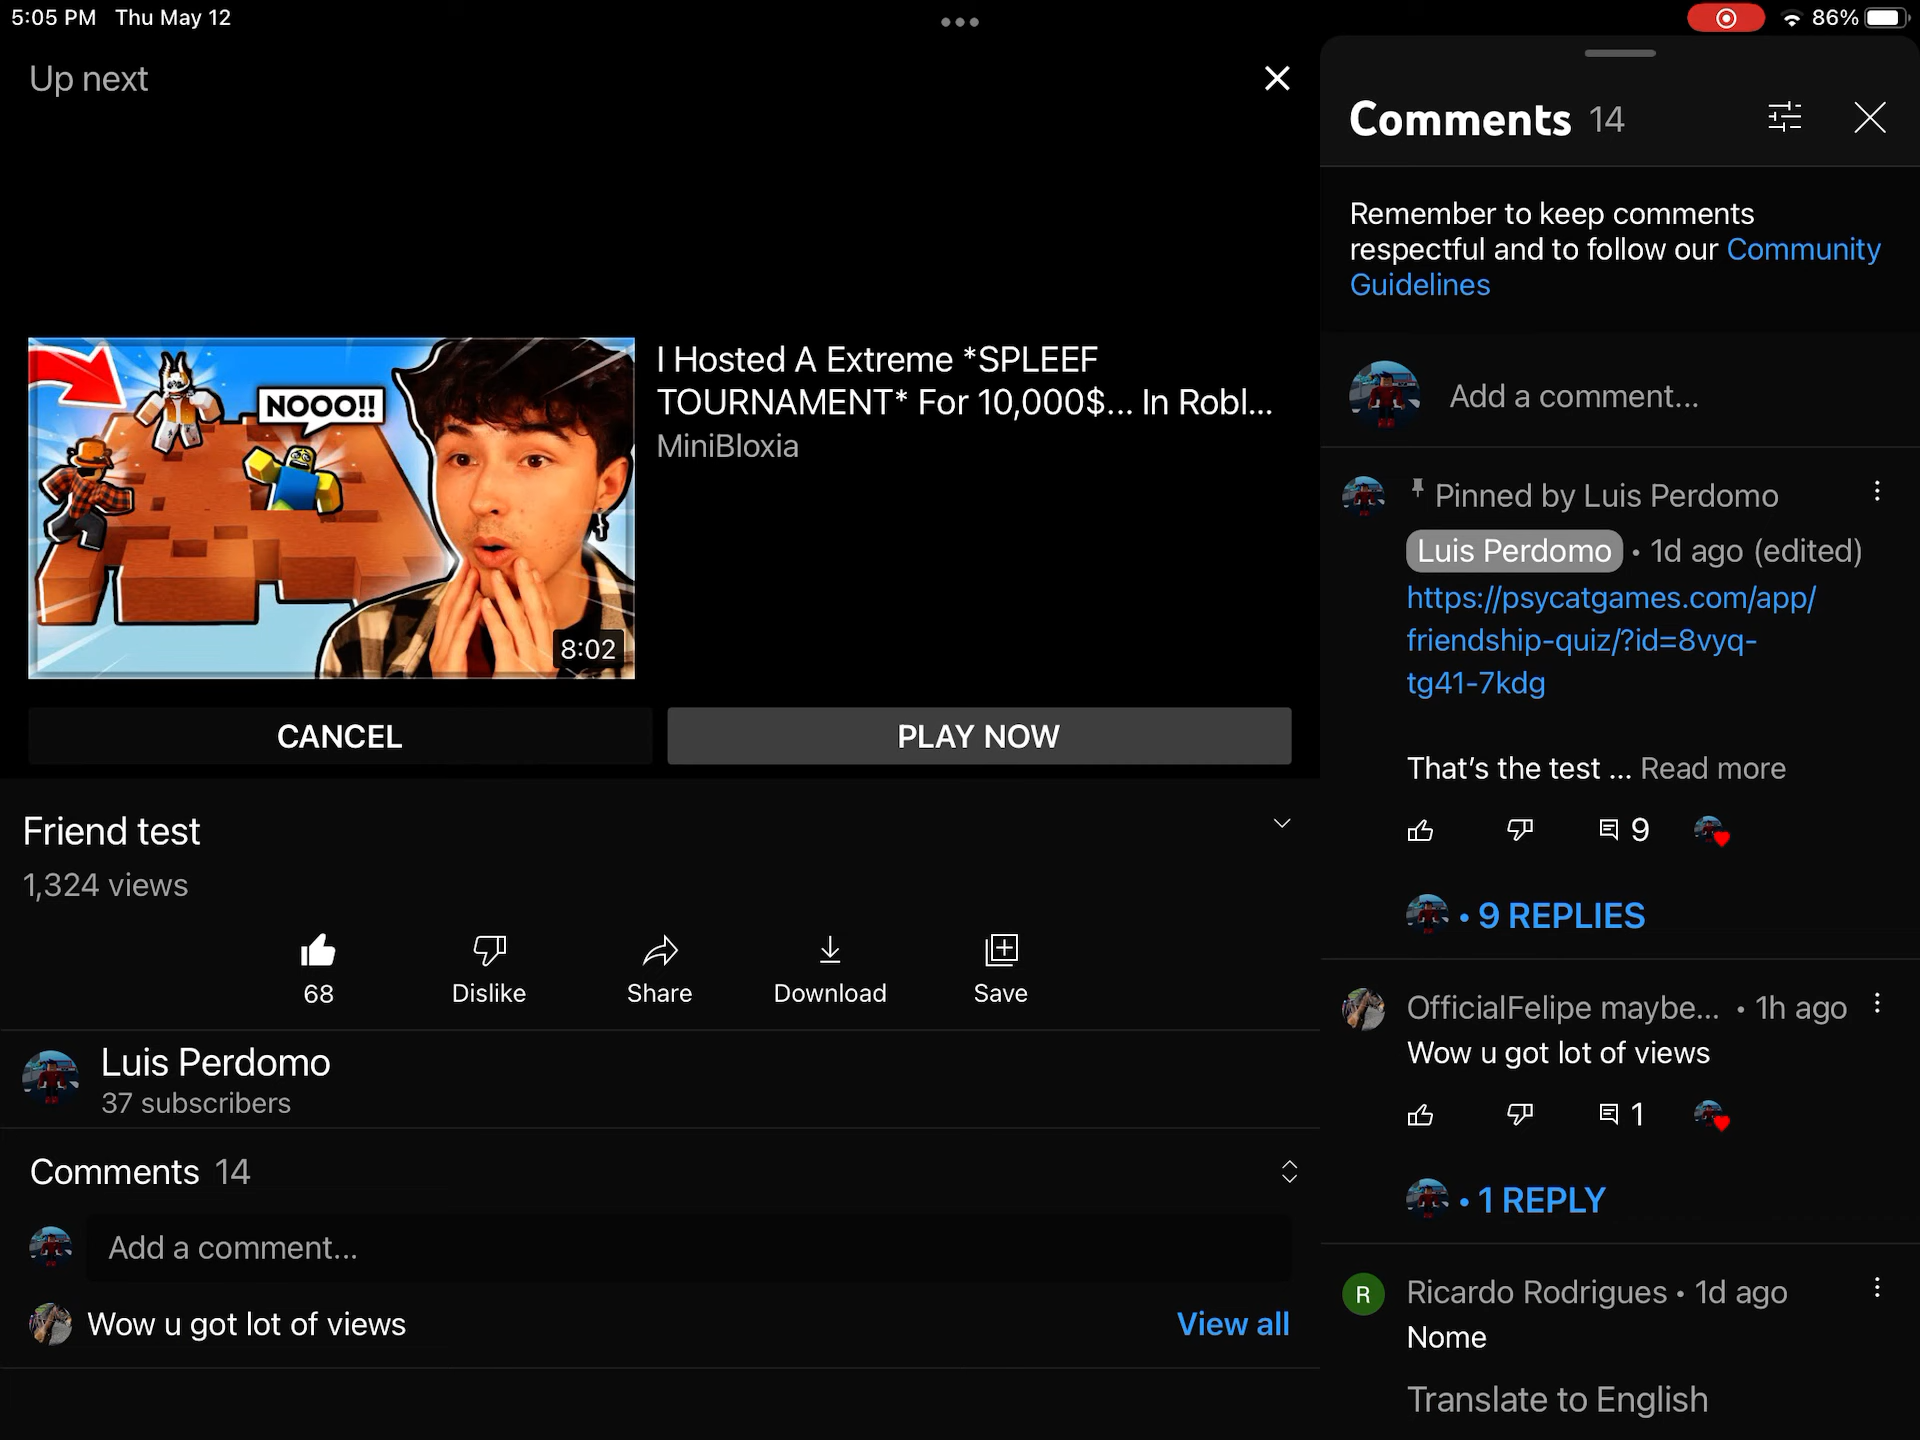 5:05 PM Thu May 12
86%
Up next
NOOO!!
8:02
I Hosted A Extreme *SPLEEF
TOURNAMENT* For 10,000$... In Robl...
MiniBloxia
CANCEL
PLAY NOW
Friend test
1,324 views
68
Dislike
Share
Download
Save
Luis Perdomo
37 subscribers
Comments 14
Add a comment...
Wow u got lot of views
View all
Comments 14
Remember to keep comments
respectful and to follow our Community
Guidelines
Add a comment...
Pinned by Luis Perdomo
Luis Perdomo • 1d ago (edited)
https://psycatgames.com/app/
friendship-quiz/?id=8vyq-
tg41-7kdg
That's the test ... Read more
9
• 9 REPLIES
OfficialFelipe maybe... • 1h ago
Wow u got lot of views
1
• 1 REPLY
R
Ricardo Rodrigues • 1d ago
Nome
Translate to English